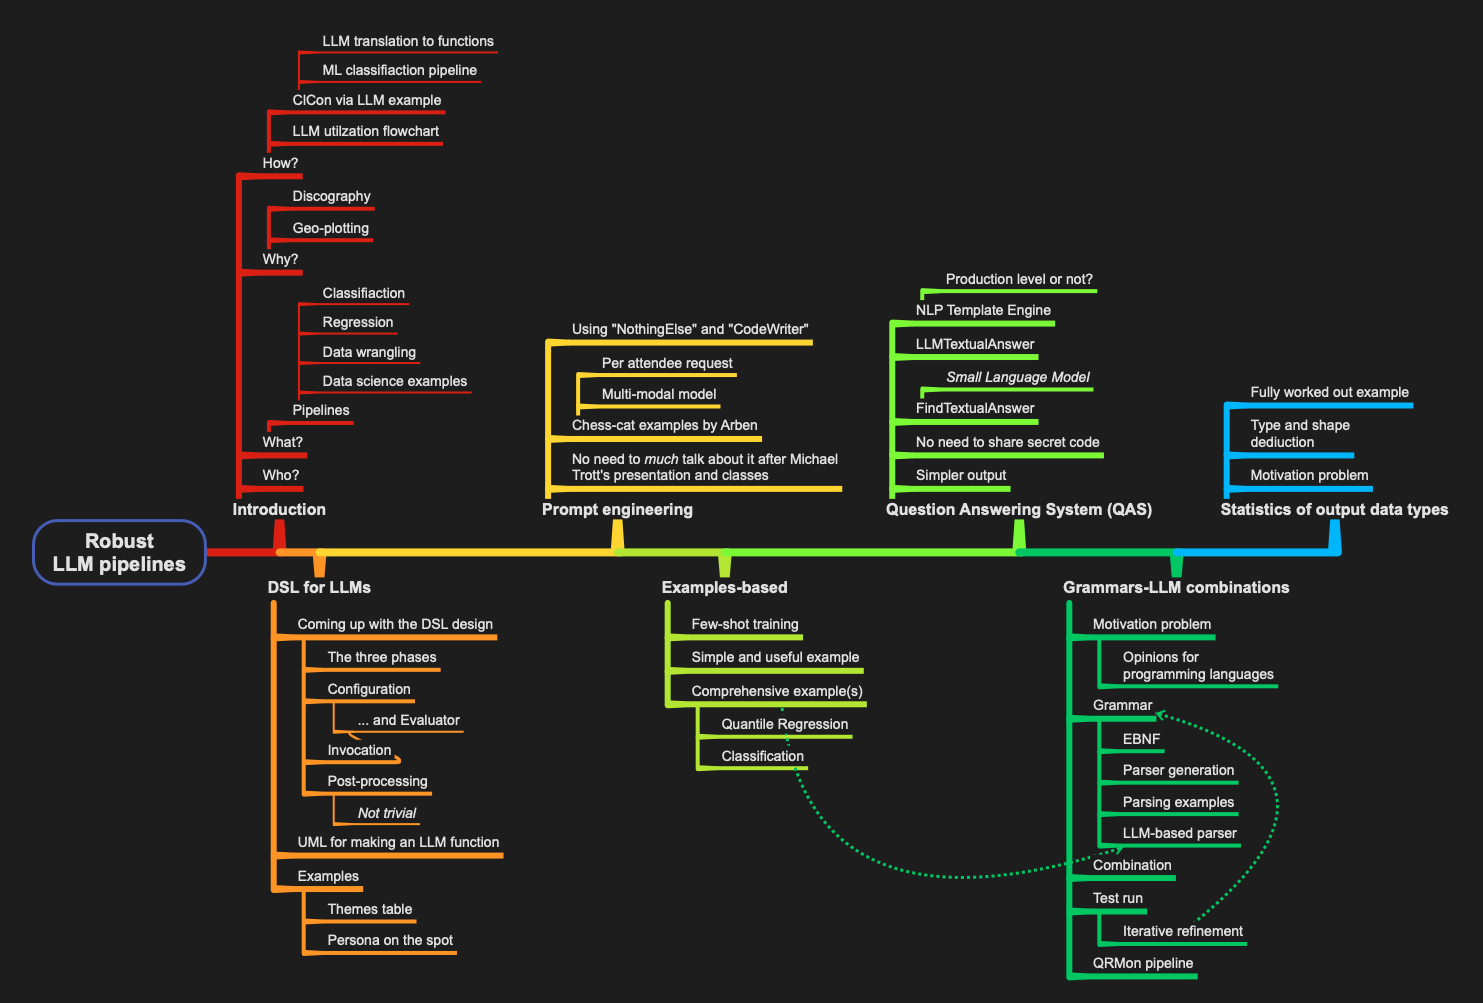 LLM translation to functions
ML classifiaction pipeline
CICon via LLM example
LLM utilzation flowchart
How?
Discography
Geo-plotting
Why?
Classifiaction
Regression
Data wrangling
Data science examples
Pipelines
What?
Who?
Introduction
Using "NothingElse" and "CodeWriter"
Per attendee request
Multi-modal model
Chess-cat examples by Arben
No need to much talk about it after Michael
Trott's presentation and classes
Prompt engineering
Production level or not?
NLP Template Engine
LLMTextualAnswer
Small Language Model
FindTextualAnswer
No need to share secret code
Simpler output
Question Answering System (QAS)
Fully worked out example
Type and shape
dediuction
Motivation problem
Statistics of output data types
Robust
LLM pipelines
DSL for LLMs
Coming up with the DSL design
The three phases
Configuration
... and Evaluator
Invocation
Post-processing
Not trivial
UML for making an LLM function
Examples
Themes table
Persona on the spot
Examples-based
Few-shot training
Simple and useful example
Comprehensive example(s)
Quantile Regression
Classification
Grammars-LLM combinations
Motivation problem
Opinions for
programming languages
Grammar
EBNF
Parser generation
Parsing examples
LLM-based parser
Combination
Test run
Iterative refinement
QRMon pipeline